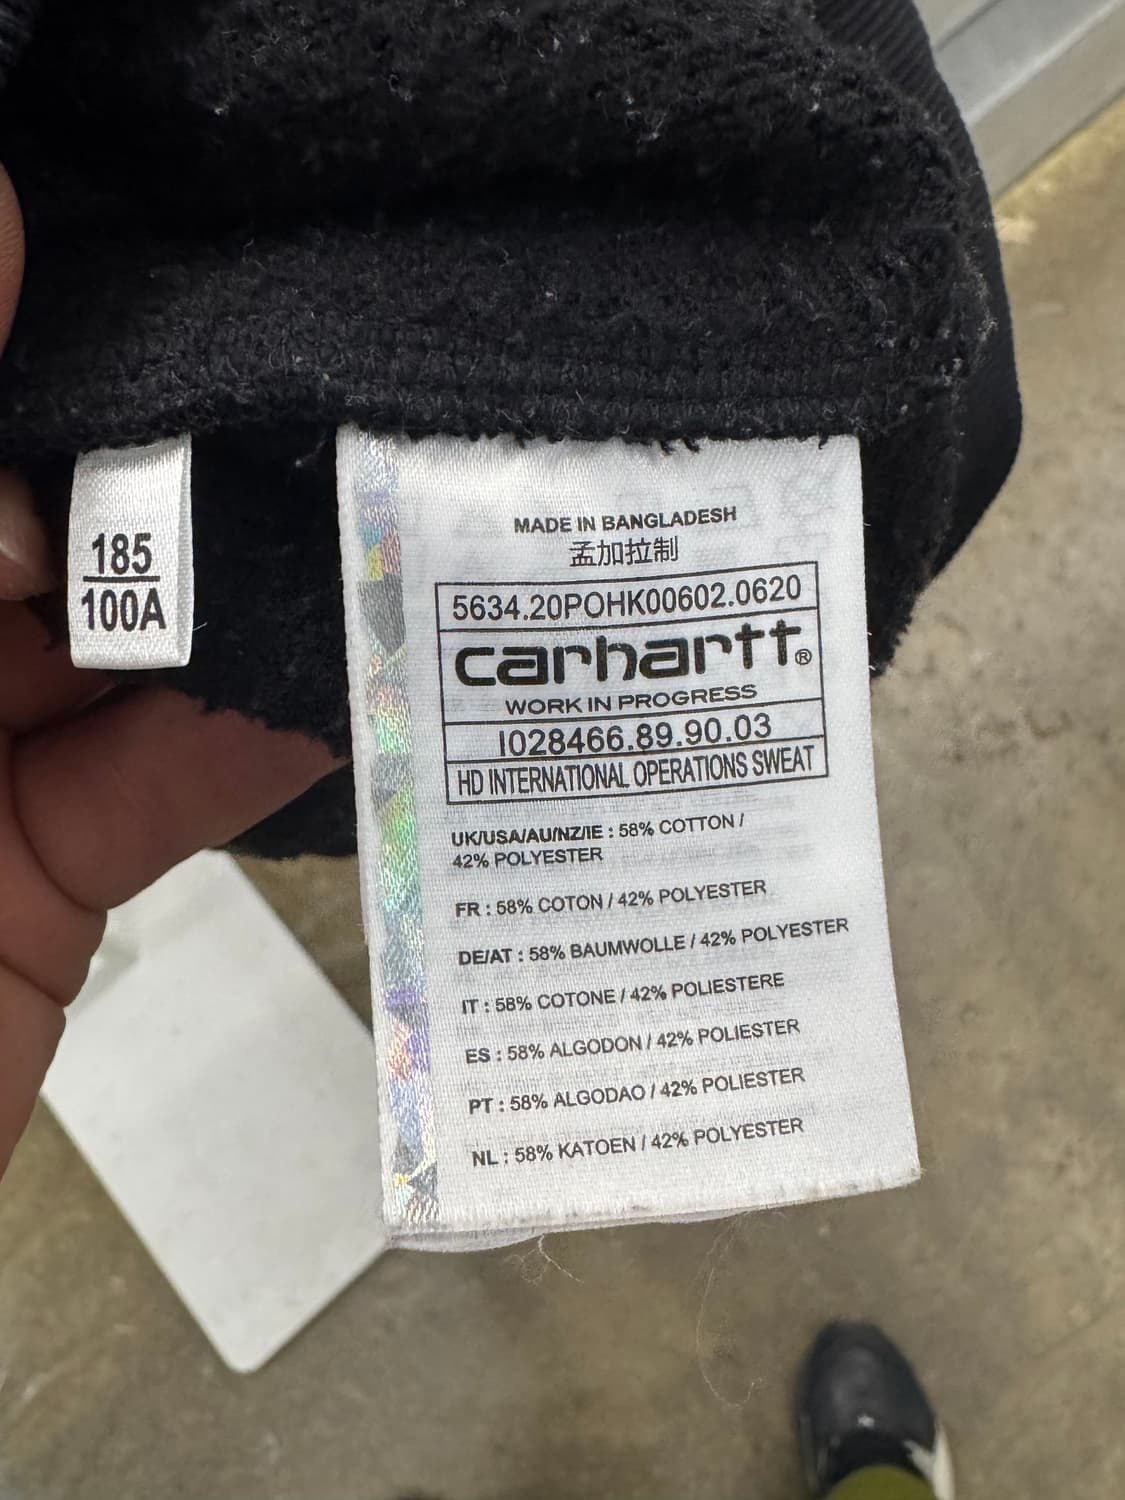 185
100A
MADE IN BANGLADESH
孟加拉制
5634.20POHK00602.0620
carhartt®
WORK IN PROGRESS
I028466.89.90.03
HD INTERNATIONAL OPERATIONS SWEAT
UK/USA/AU/NZ/IE : 58% COTTON /
42% POLYESTER
FR : 58% COTON / 42% POLYESTER
DE/AT : 58% BAUMWOLLE / 42% POLYESTER
IT : 58% COTONE / 42% POLIESTERE
ES : 58% ALGODON / 42% POLIESTER
PT : 58% ALGODAO / 42% POLIESTER
NL : 58% KATOEN / 42% POLYESTER